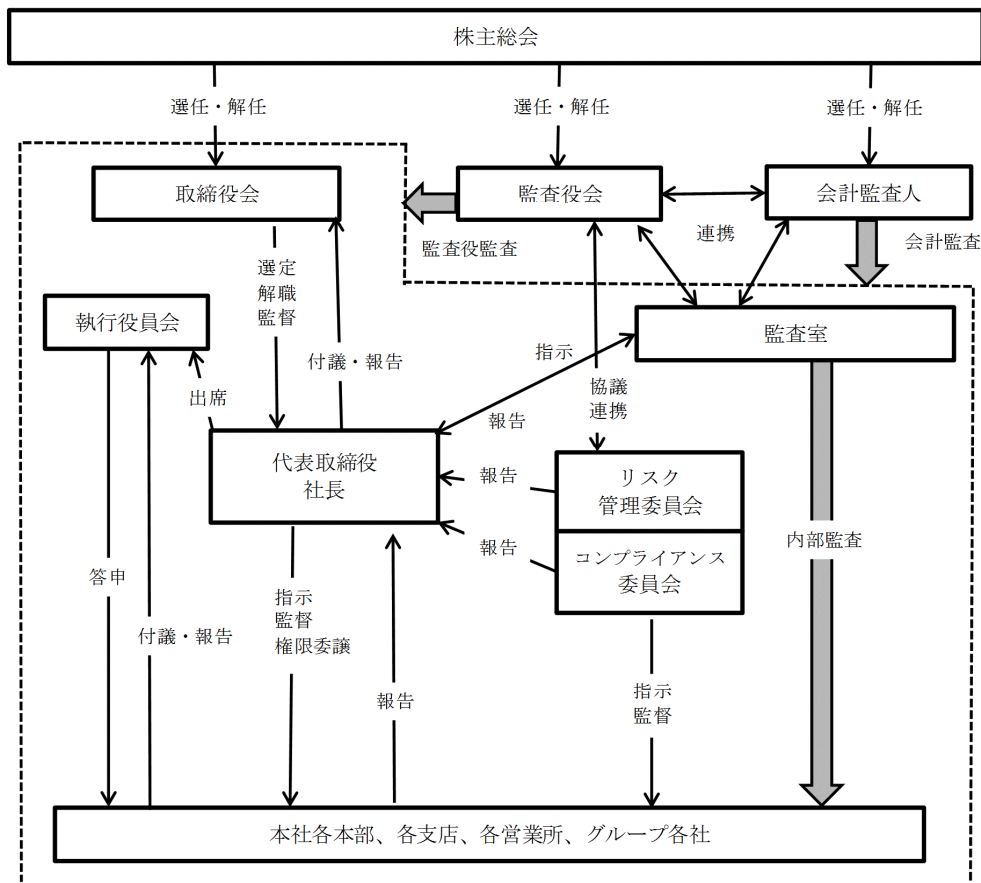 株主総会
選任・解任
選任・解任
選任・解任
取締役会
監査役会
会計監査人
連携
監査役監査
会計監査
選定
解職
監督
執行役員会
監査室
付議・報告
指示
出席
協議
連携
報告
代表取締役
社長
報告
リスク
管理委員会
報告
コンプライアンス
委員会
内部監査
答申
指示
監督
権限委譲
付議・報告
報告
指示
監督
本社各本部、各支店、各営業所、グループ各社